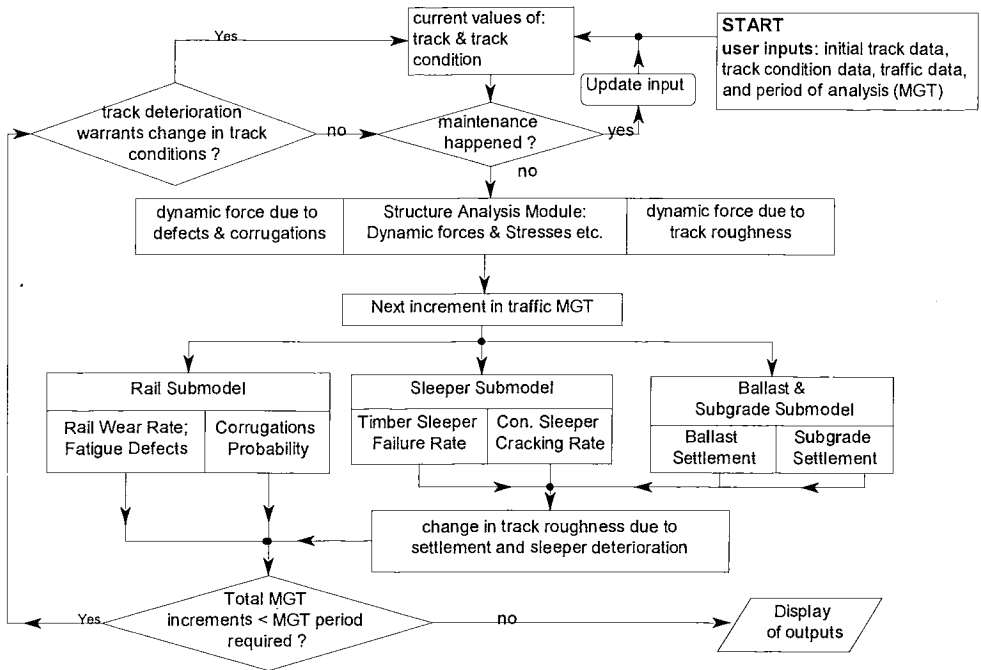 current values of:
track & track
condition
START
user inputs: initial track data,
track condition data, traffic data,
and period of analysis (MGT)
Yes
Update input
track deterioration
warrants change in track
conditions ?
no
maintenance
happened ?
yes
no
dynamic force due to
defects & corrugations
Structure Analysis Module:
Dynamic forces & Stresses etc.
dynamic force due to
track roughness
Next increment in traffic MGT
Rail Submodel
Rail Wear Rate;
Fatigue Defects
Corrugations
Probability
Sleeper Submodel
Timber Sleeper
Failure Rate
Con. Sleeper
Cracking Rate
Ballast &
Subgrade Submodel
Ballast
Settlement
Subgrade
Settlement
change in track roughness due to
settlement and sleeper deterioration
Total MGT
increments < MGT period
required ?
Yes
no
Display
of outputs